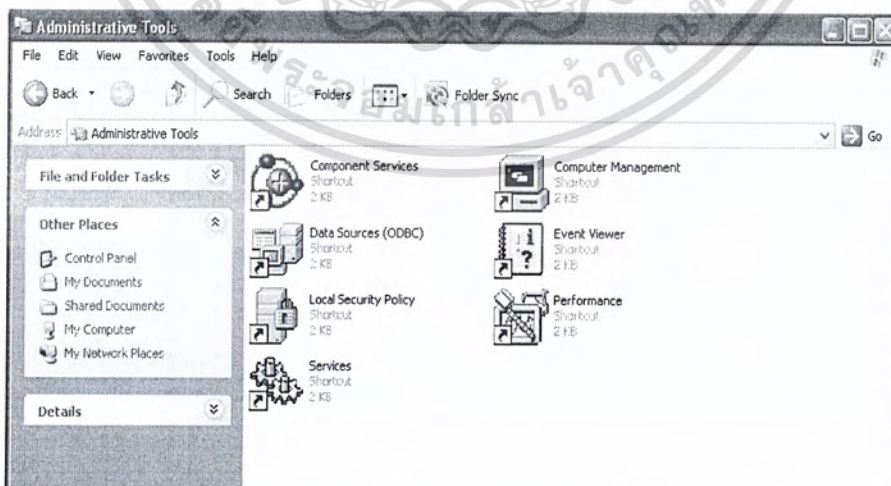 Administrative Tools
File Edit View Favorites Tools Help
Back Search Folders Folder Sync
Address Administrative Tools Go
File and Folder Tasks
Other Places
Control Panel
My Documents
Shared Documents
My Computer
My Network Places
Details
Component Services
Shortcut
2 KB
Computer Management
Shortcut
2 KB
Data Sources (ODBC)
Shortcut
2 KB
Event Viewer
Shortcut
2 KB
Local Security Policy
Shortcut
2 KB
Performance
Shortcut
2 KB
Services
Shortcut
2 KB